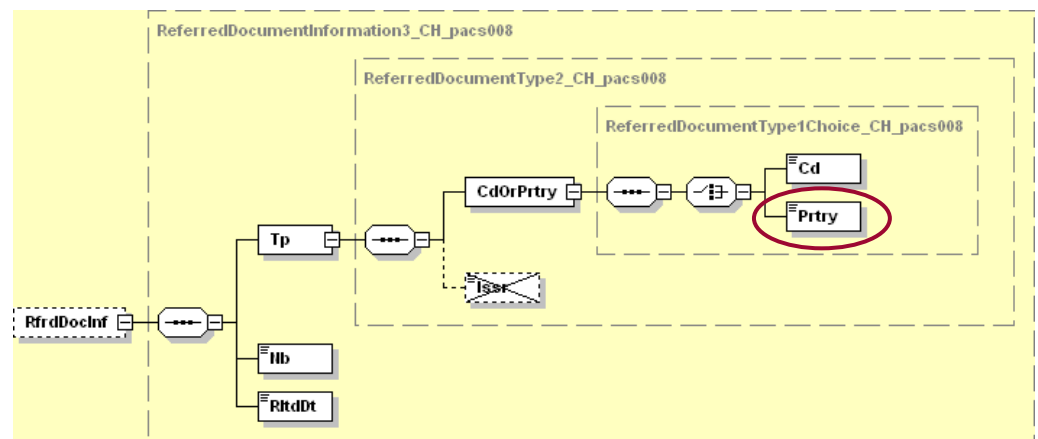 ReferredDocumentInformation3_CH_pacs008
ReferredDocumentType2_CH_pacs008
ReferredDocumentType1Choice_CH_pacs008
Cd
CdOrPrtry
Prtry
Tp
Issr
RfrdDocInf
Nb
RltdDt